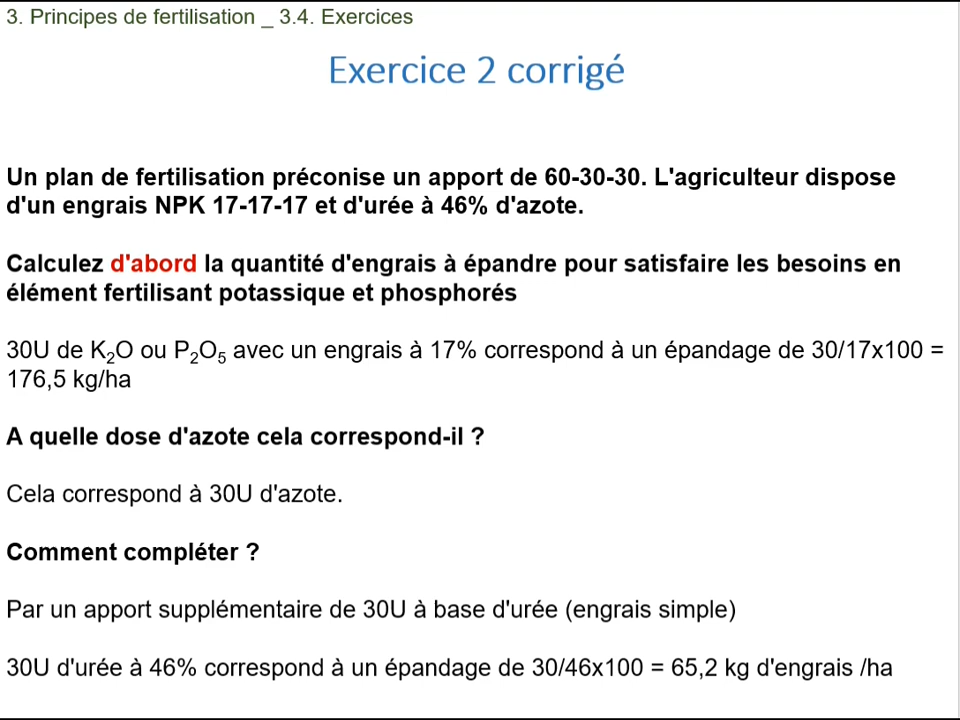 3. Principes de fertilisation _ 3.4. Exercices
Exercice 2 corrigé
Un plan de fertilisation préconise un apport de 60-30-30. L'agriculteur dispose
d'un engrais NPK 17-17-17 et d'urée à 46% d'azote.
Calculez d'abord la quantité d'engrais à épandre pour satisfaire les besoins en
élément fertilisant potassique et phosphorés
30U de K₂O ou P₂O₅ avec un engrais à 17% correspond à un épandage de 30/17x100 =
176,5 kg/ha
A quelle dose d'azote cela correspond-il ?
Cela correspond à 30U d'azote.
Comment compléter ?
Par un apport supplémentaire de 30U à base d'urée (engrais simple)
30U d'urée à 46% correspond à un épandage de 30/46x100 = 65,2 kg d'engrais /ha